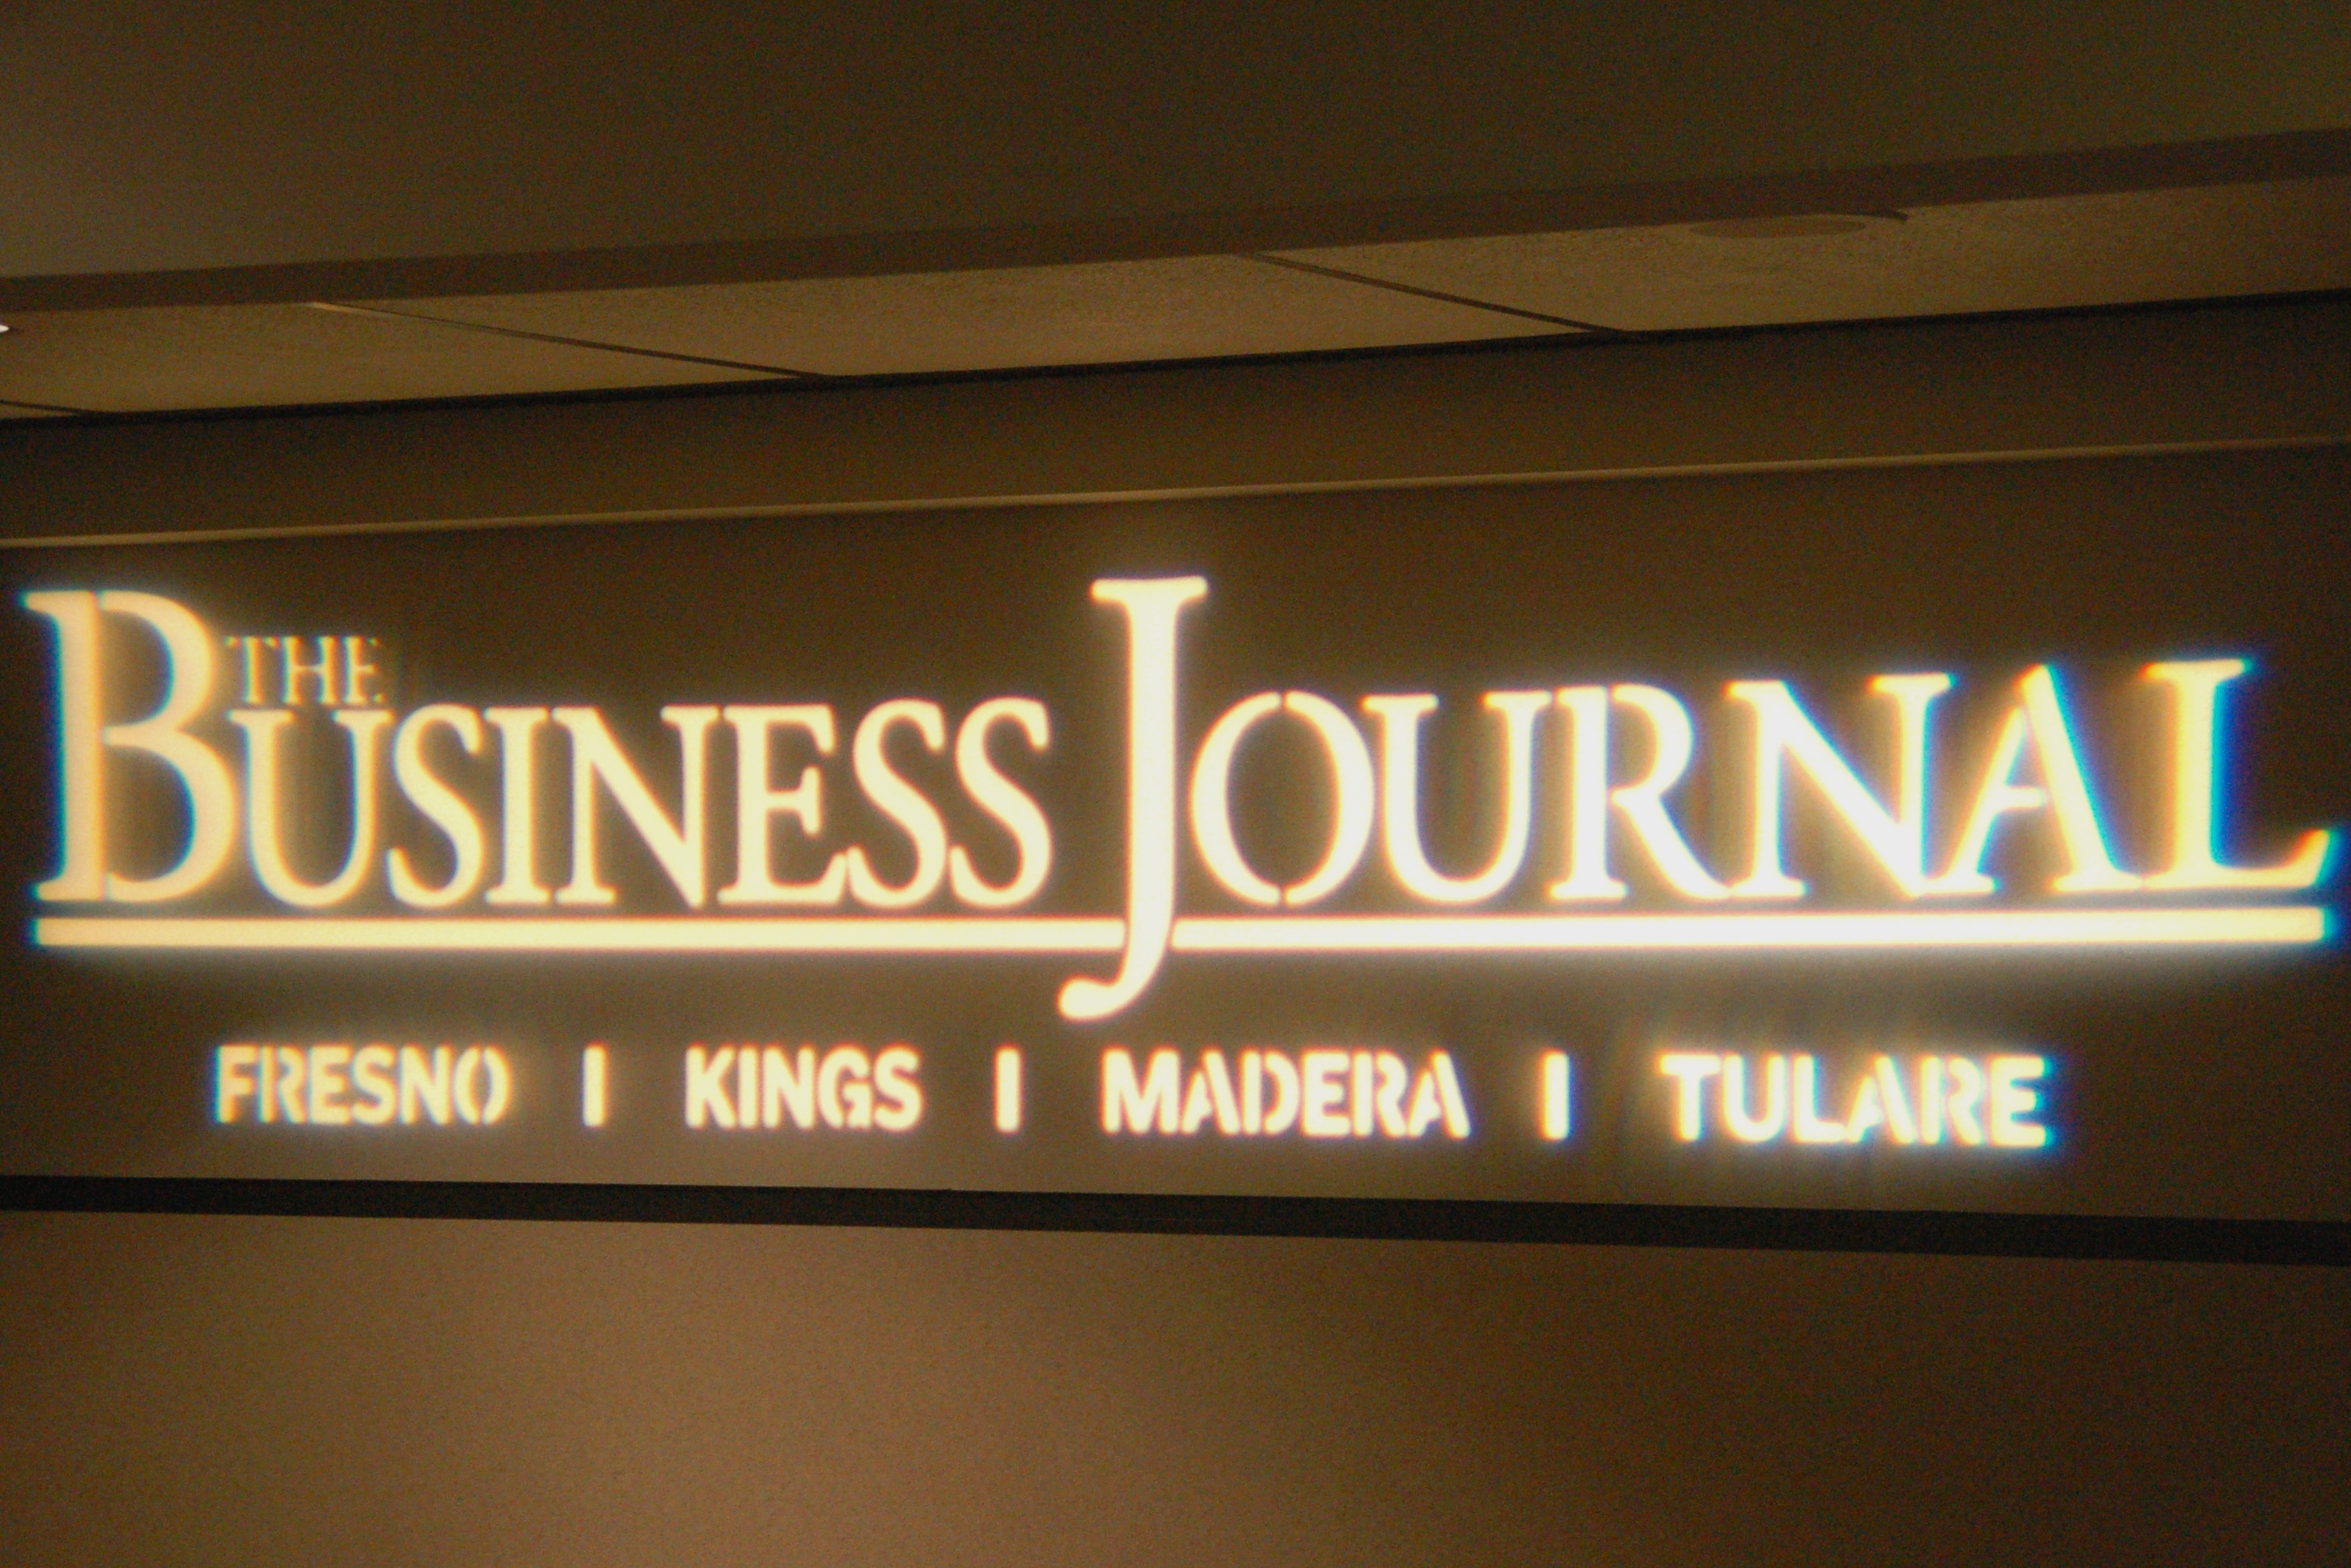 THE
BUSINESS JOURNAL
FRESNO | KINGS | MADERA | TULARE